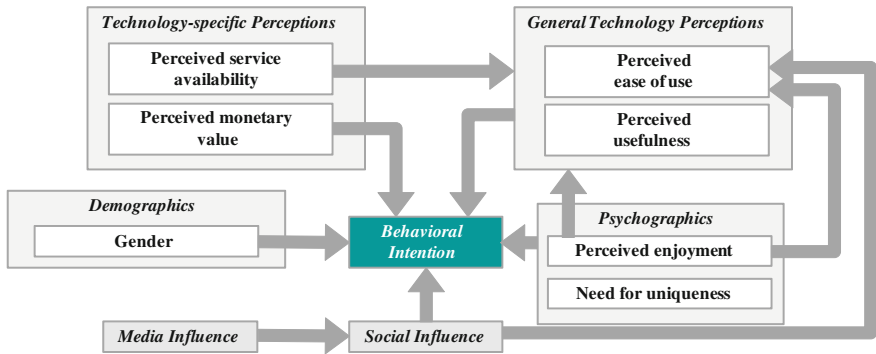 Technology-specific Perceptions
Perceived service
availability
Perceived monetary
value
General Technology Perceptions
Perceived
ease of use
Perceived
usefulness
Demographics
Gender
Behavioral
Intention
Psychographics
Perceived enjoyment
Need for uniqueness
Media Influence
Social Influence